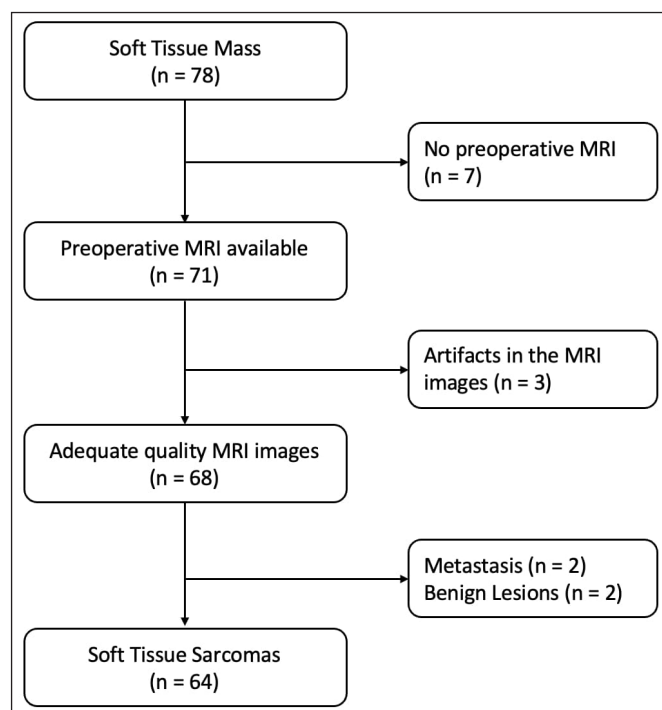 Soft Tissue Mass
(n = 78)
No preoperative MRI
(n = 7)
Preoperative MRI available
(n = 71)
Artifacts in the MRI
images (n = 3)
Adequate quality MRI images
(n = 68)
Metastasis (n = 2)
Benign Lesions (n = 2)
Soft Tissue Sarcomas
(n = 64)